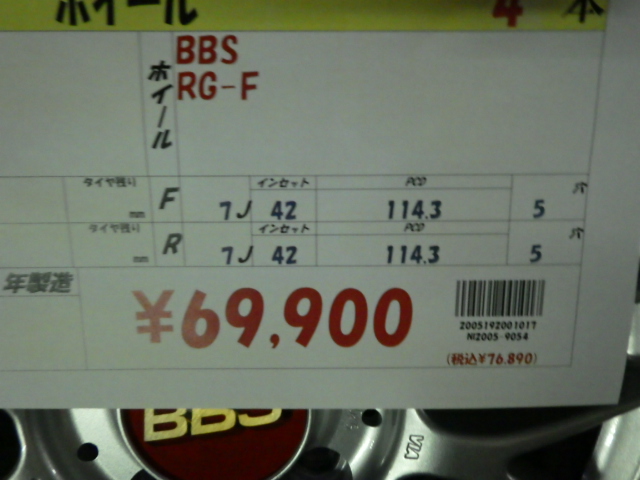 ホイール 4 本
ホイール
BBS
RG-F
タイヤ残り インセット PCD 穴
mm F 7J 42 114.3 5
タイヤ残り インセット PCD 穴
mm R 7J 42 114.3 5
年製造
¥69,900
2005192001017
NI2005-9054
(税込¥76,890)
BBS
VIA